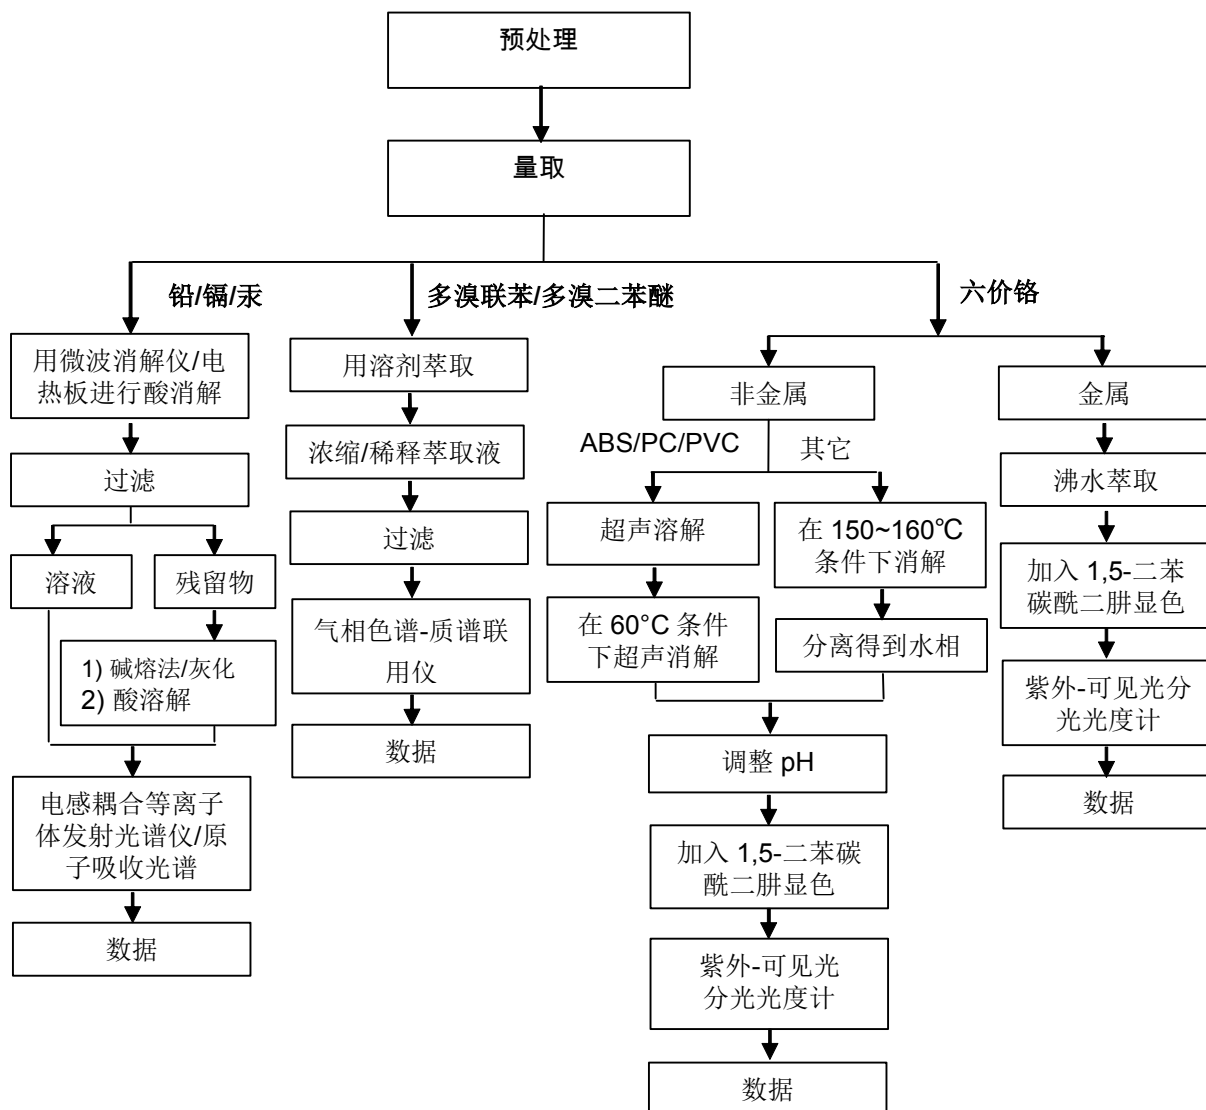 预处理
量取
铅/镉/汞
多溴联苯/多溴二苯醚
六价铬
用微波消解仪/电
热板进行酸消解
过滤
溶液
残留物
1) 碱熔法/灰化
2) 酸溶解
电感耦合等离子
体发射光谱仪/原
子吸收光谱
数据
用溶剂萃取
浓缩/稀释萃取液
过滤
气相色谱-质谱联
用仪
数据
非金属
ABS/PC/PVC
其它
超声溶解
在 60°C 条件
下超声消解
在 150~160℃
条件下消解
分离得到水相
调整 pH
加入 1,5-二苯碳
酰二肼显色
紫外-可见光
分光光度计
数据
金属
沸水萃取
加入 1,5-二苯
碳酰二肼显色
紫外-可见光分
光光度计
数据